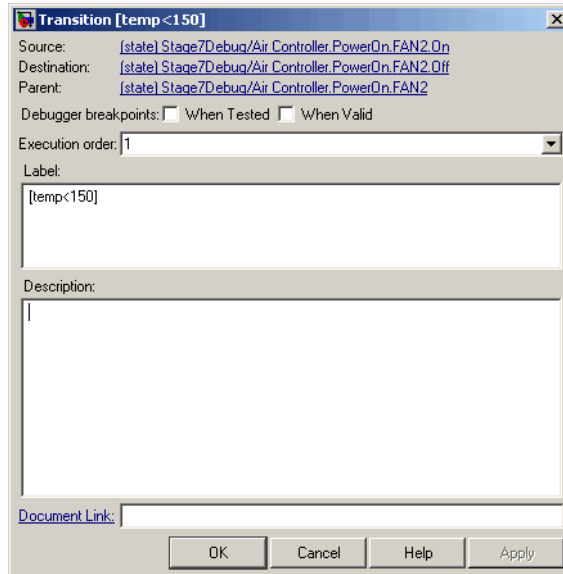 Transition [temp<150]
Source: (state) Stage7Debug/Air Controller.PowerOn.FAN2.On
Destination: (state) Stage7Debug/Air Controller.PowerOn.FAN2.Off
Parent: (state) Stage7Debug/Air Controller.PowerOn.FAN2
Debugger breakpoints: When Tested When Valid
Execution order: 1
Label:
[temp<150]
Description:
Document Link:
OK Cancel Help Apply